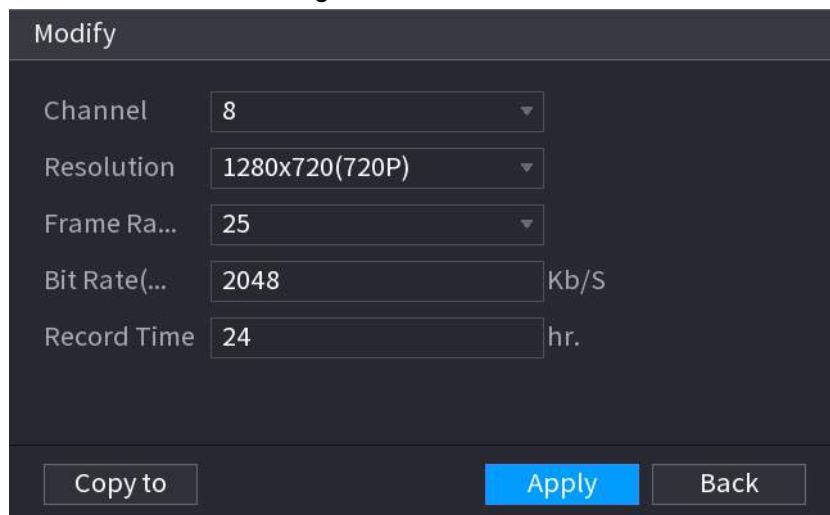 Modify
Channel 8
Resolution 1280x720(720P)
Frame Ra... 25
Bit Rate(... 2048 Kb/S
Record Time 24 hr.
Copy to Apply Back